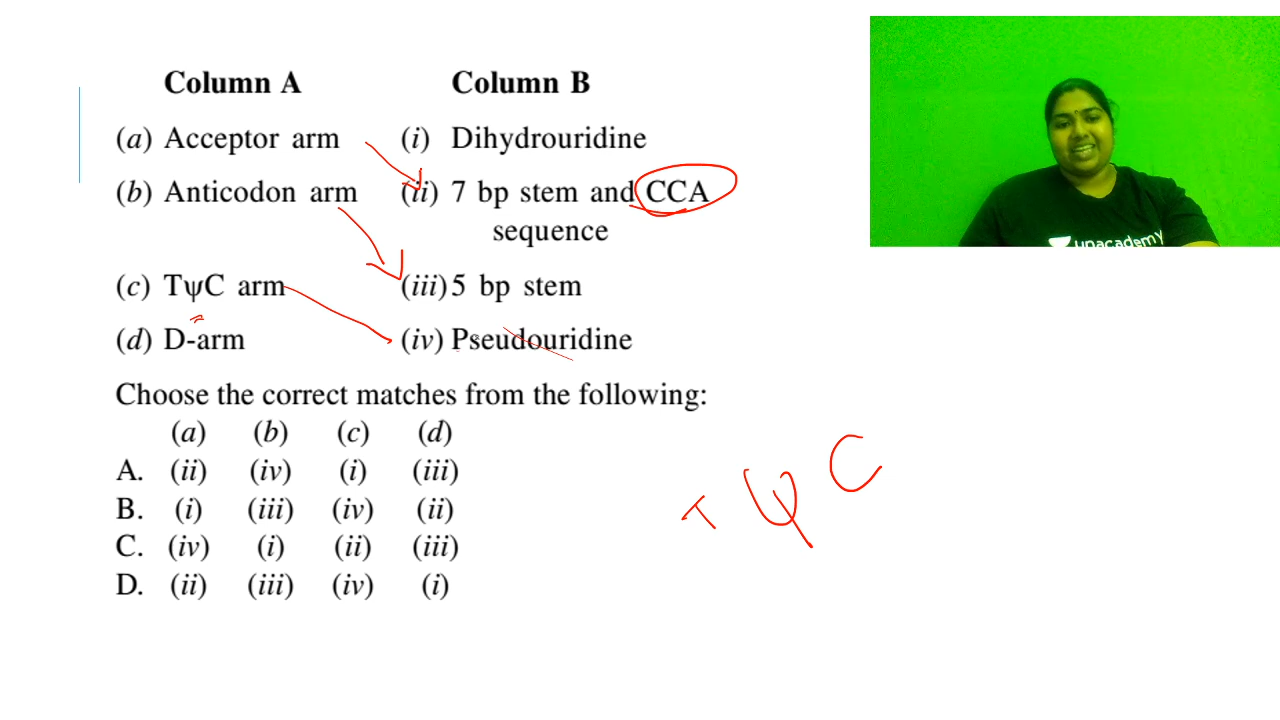 Column A Column B
(a) Acceptor arm (i) Dihydrouridine
(b) Anticodon arm (ii) 7 bp stem and CCA
sequence
(c) TψC arm (iii) 5 bp stem
(d) D-arm (iv) Pseudouridine
Choose the correct matches from the following:
(a) (b) (c) (d)
A. (ii) (iv) (i) (iii)
B. (i) (iii) (iv) (ii)
C. (iv) (i) (ii) (iii)
D. (ii) (iii) (iv) (i)
T ψ C
unacademy